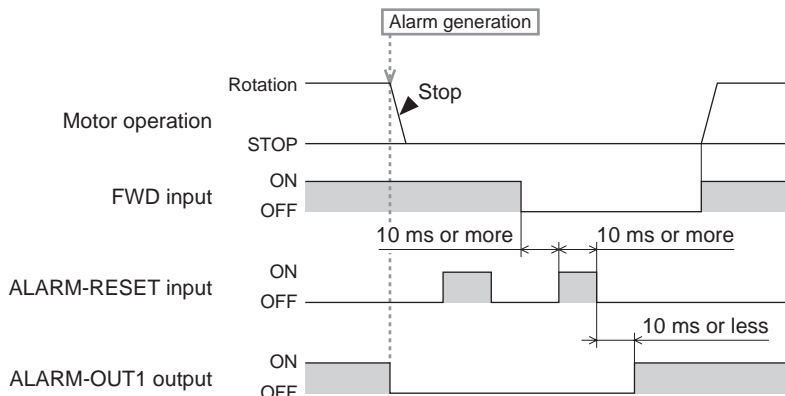 Alarm generation
Rotation
Stop
Motor operation
STOP
ON
FWD input
OFF
10 ms or more
10 ms or more
ON
ALARM-RESET input
OFF
10 ms or less
ON
ALARM-OUT1 output
OFF